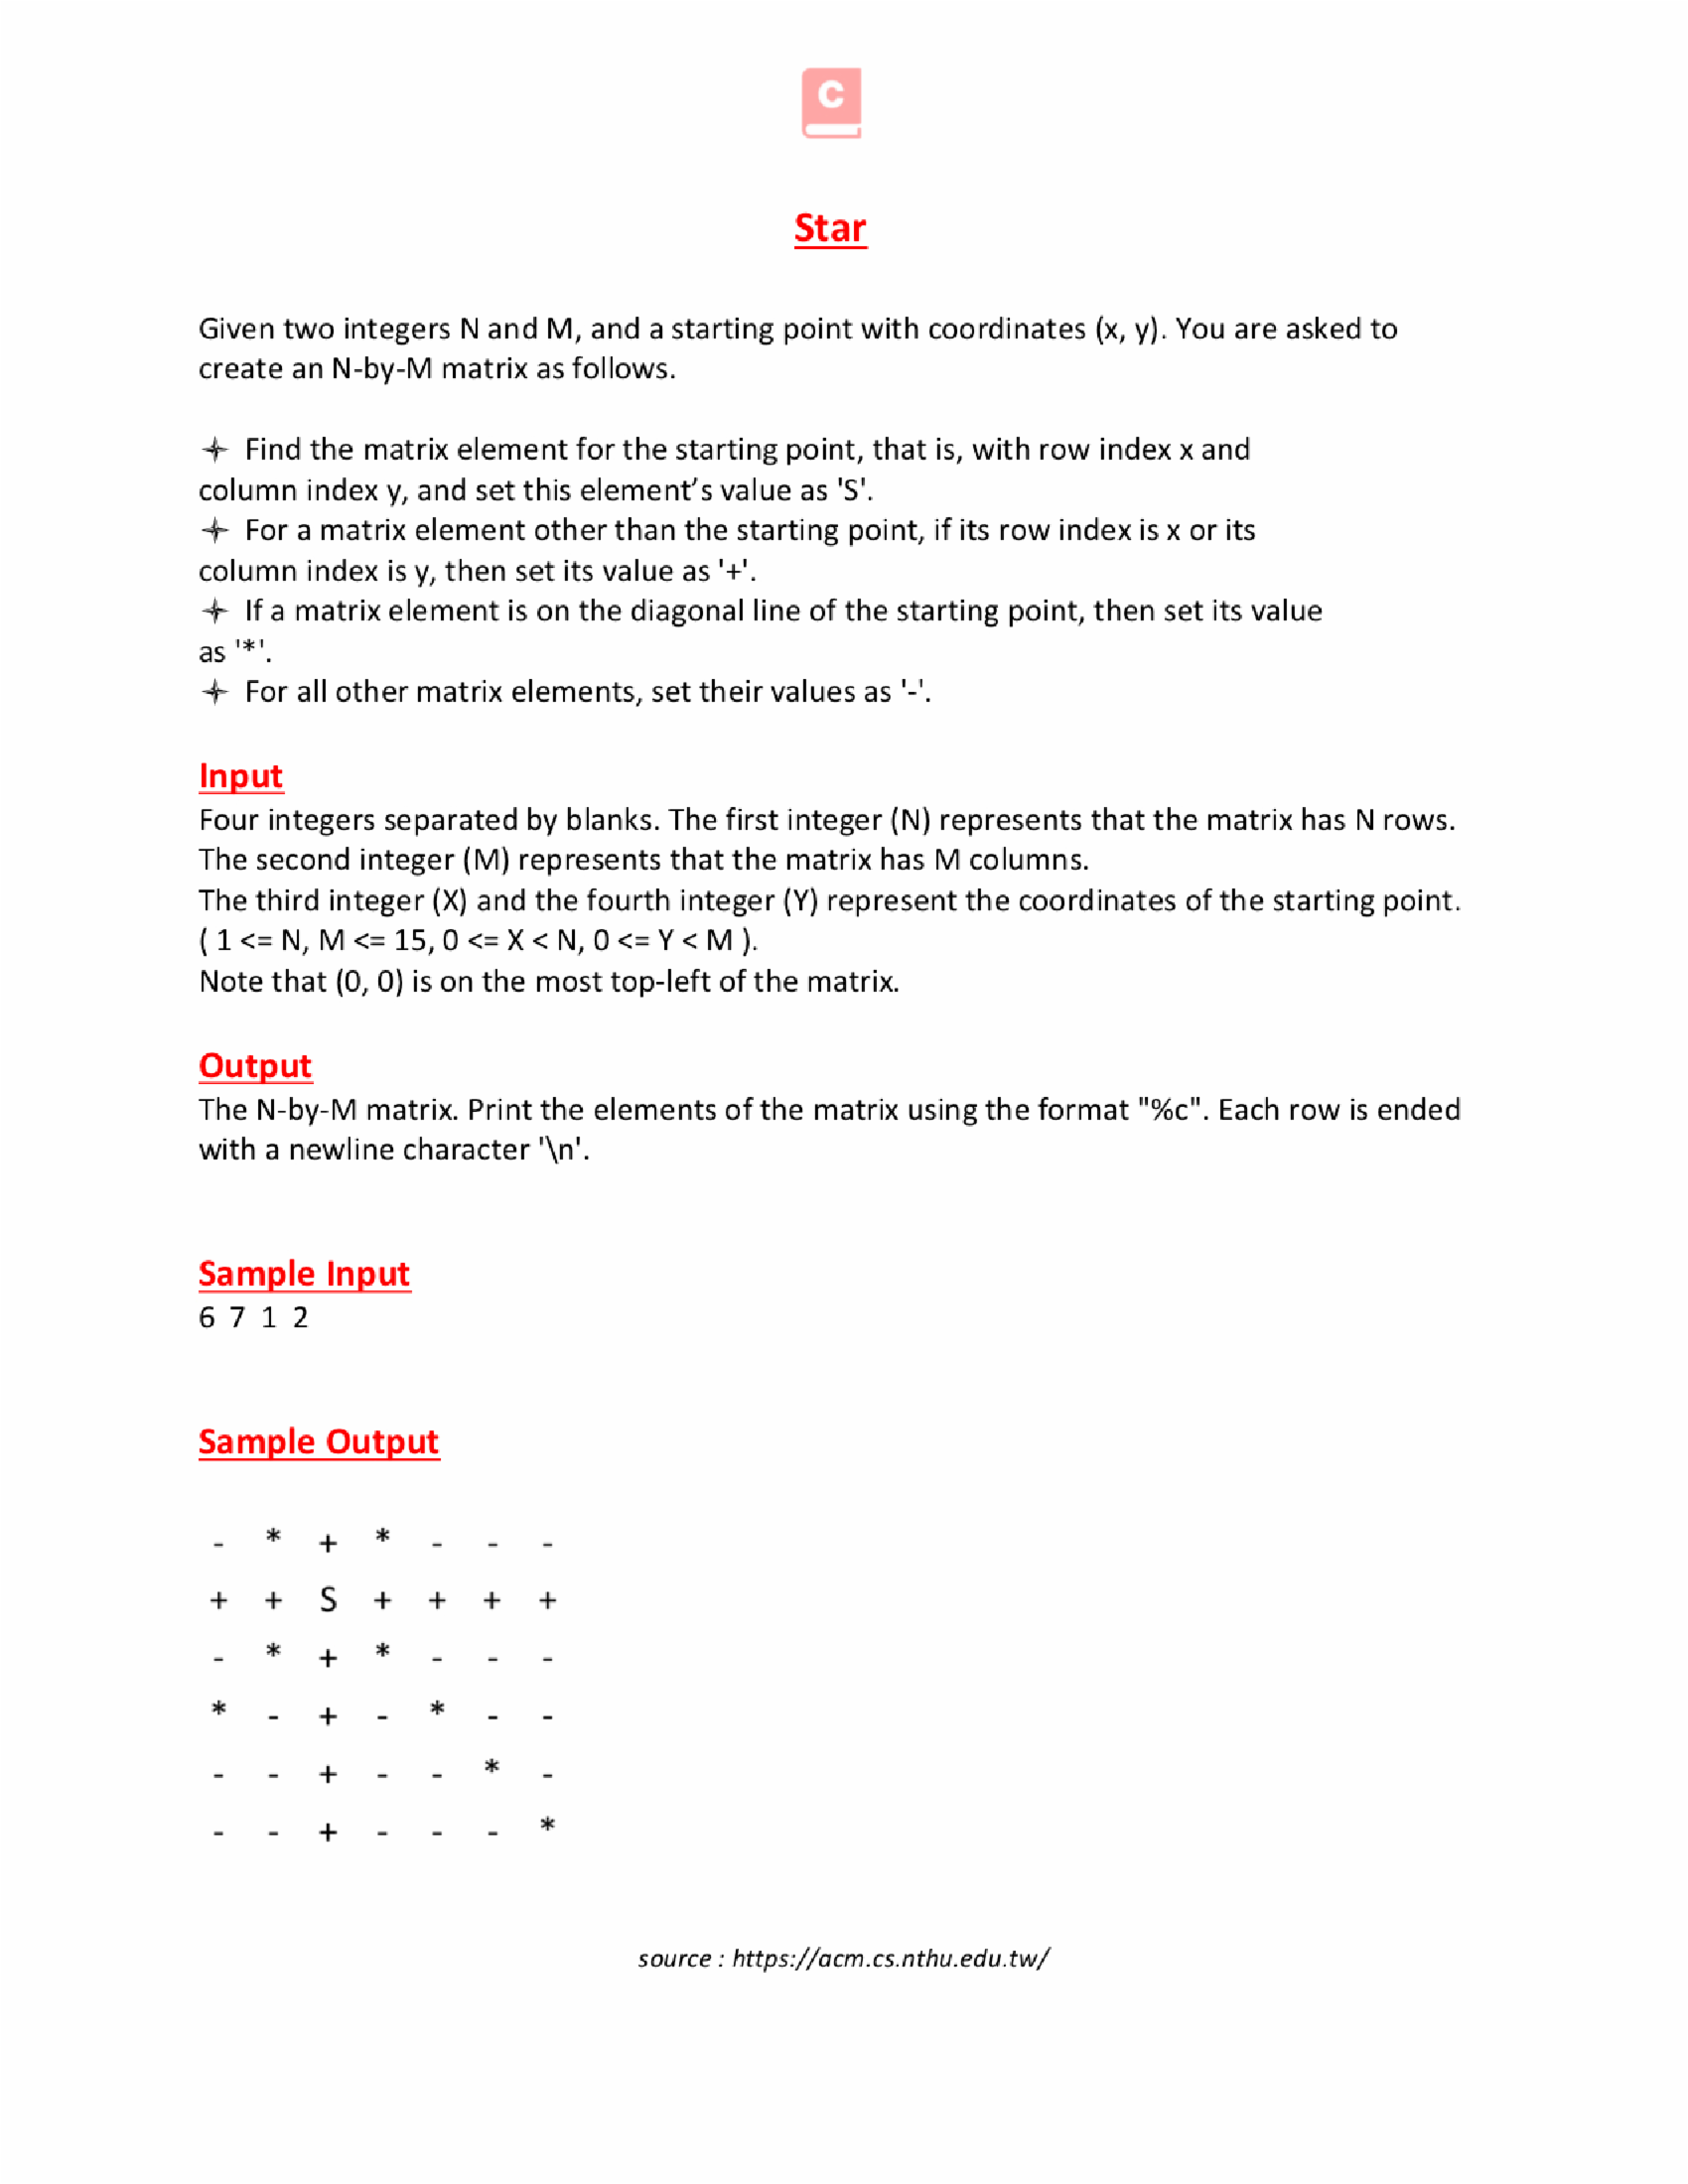 C
Star
Given two integers N and M, and a starting point with coordinates (x, y). You are asked to
create an N-by-M matrix as follows.
Find the matrix element for the starting point, that is, with row index x and
column index y, and set this element’s value as 'S'.
For a matrix element other than the starting point, if its row index is x or its
column index is y, then set its value as '+'.
If a matrix element is on the diagonal line of the starting point, then set its value
as '*'.
For all other matrix elements, set their values as '-'.
Input
Four integers separated by blanks. The first integer (N) represents that the matrix has N rows.
The second integer (M) represents that the matrix has M columns.
The third integer (X) and the fourth integer (Y) represent the coordinates of the starting point.
( 1 <= N, M <= 15, 0 <= X < N, 0 <= Y < M ).
Note that (0, 0) is on the most top-left of the matrix.
Output
The N-by-M matrix. Print the elements of the matrix using the format "%c". Each row is ended
with a newline character '\n'.
Sample Input
6 7 1 2
Sample Output
- * + * - - -
+ + S + + + +
- * + * - - -
* - + - * - -
- - + - - * -
- - + - - - *
source : https://acm.cs.nthu.edu.tw/